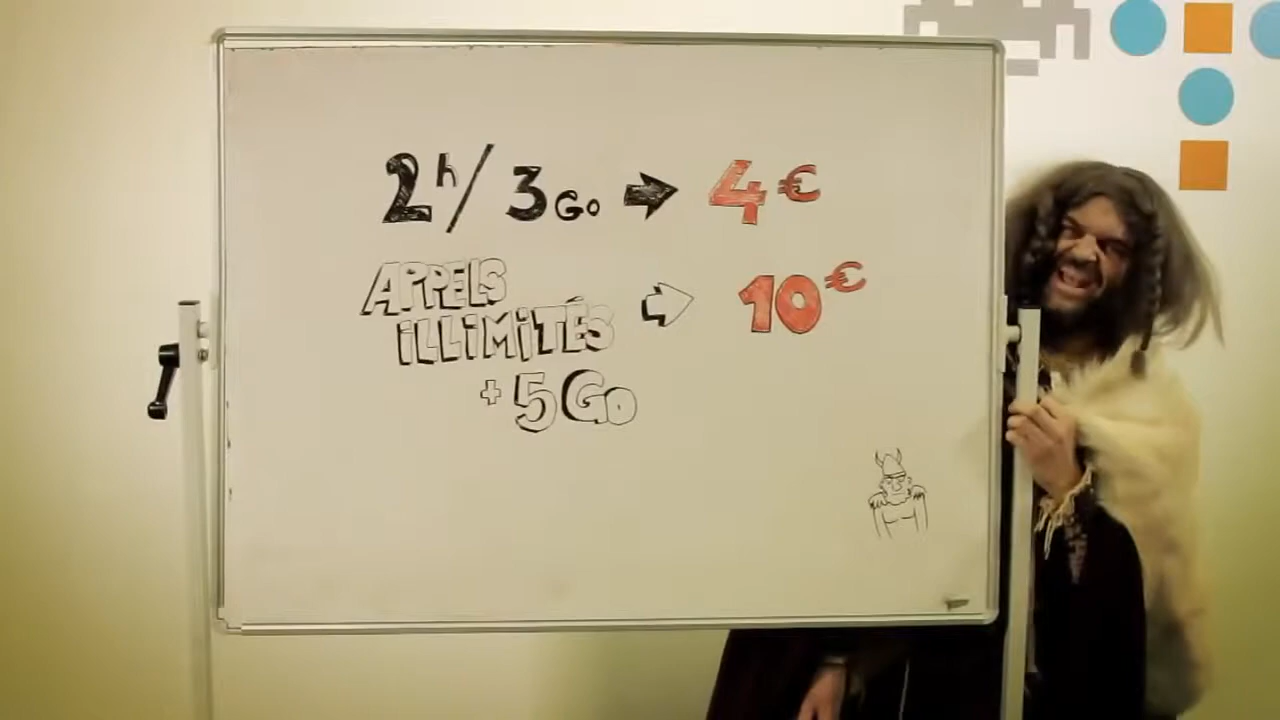 2h/ 3Go → 4€
APPELS
iLLiMiTÉS → 10€
+ 5Go